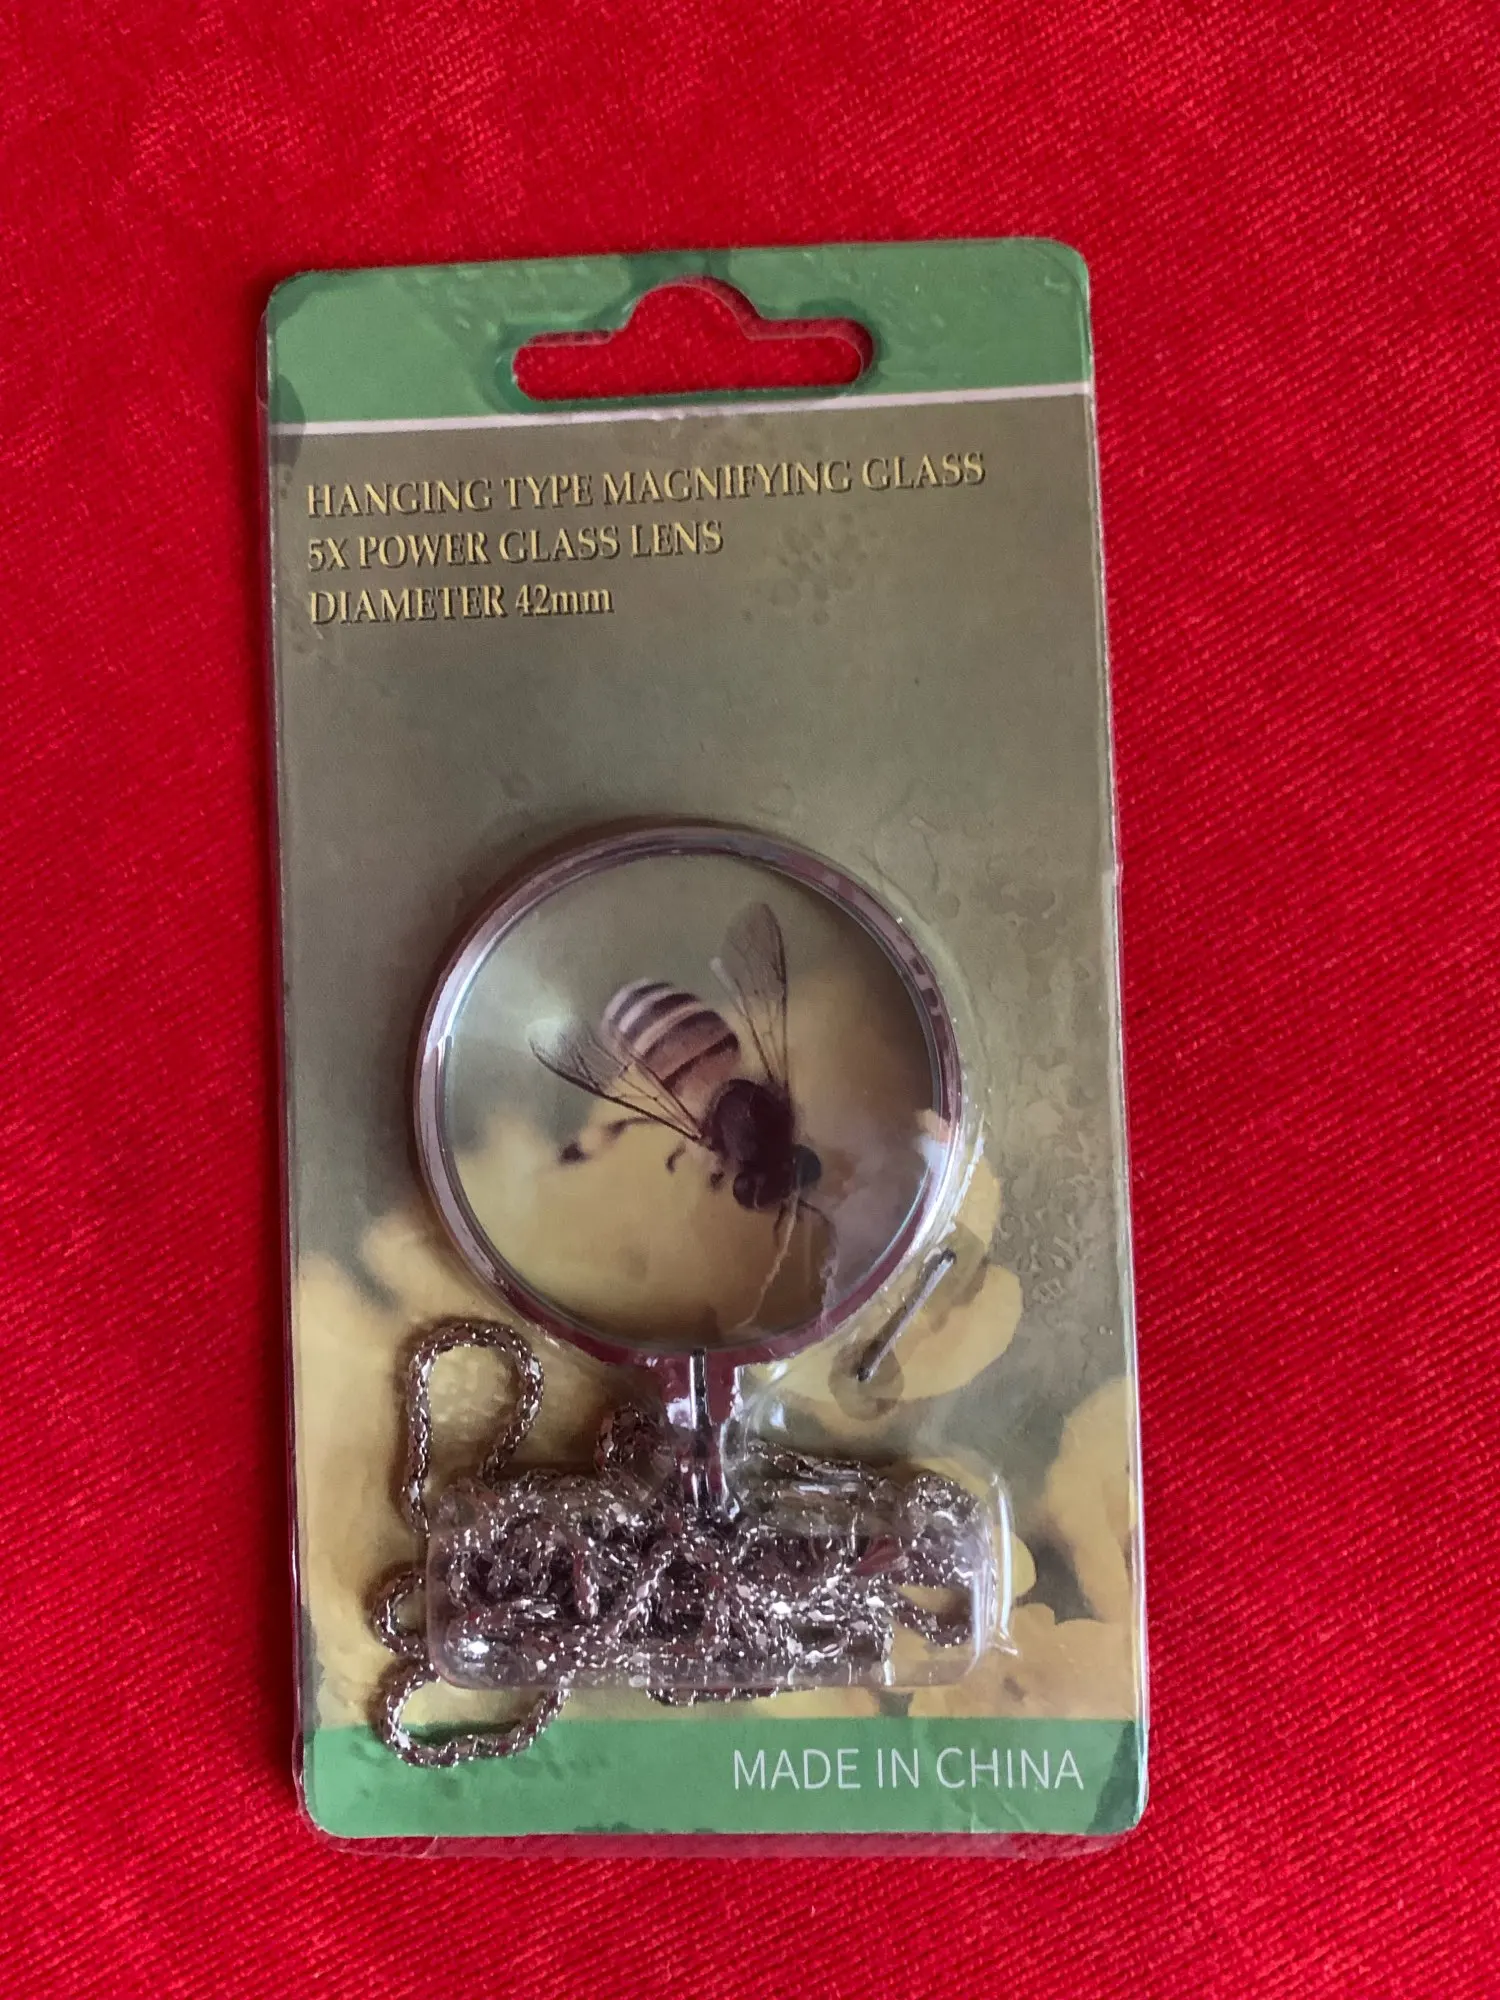 HANGING TYPE MAGNIFYING GLASS
5X POWER GLASS LENS
DIAMETER 42mm
MADE IN CHINA